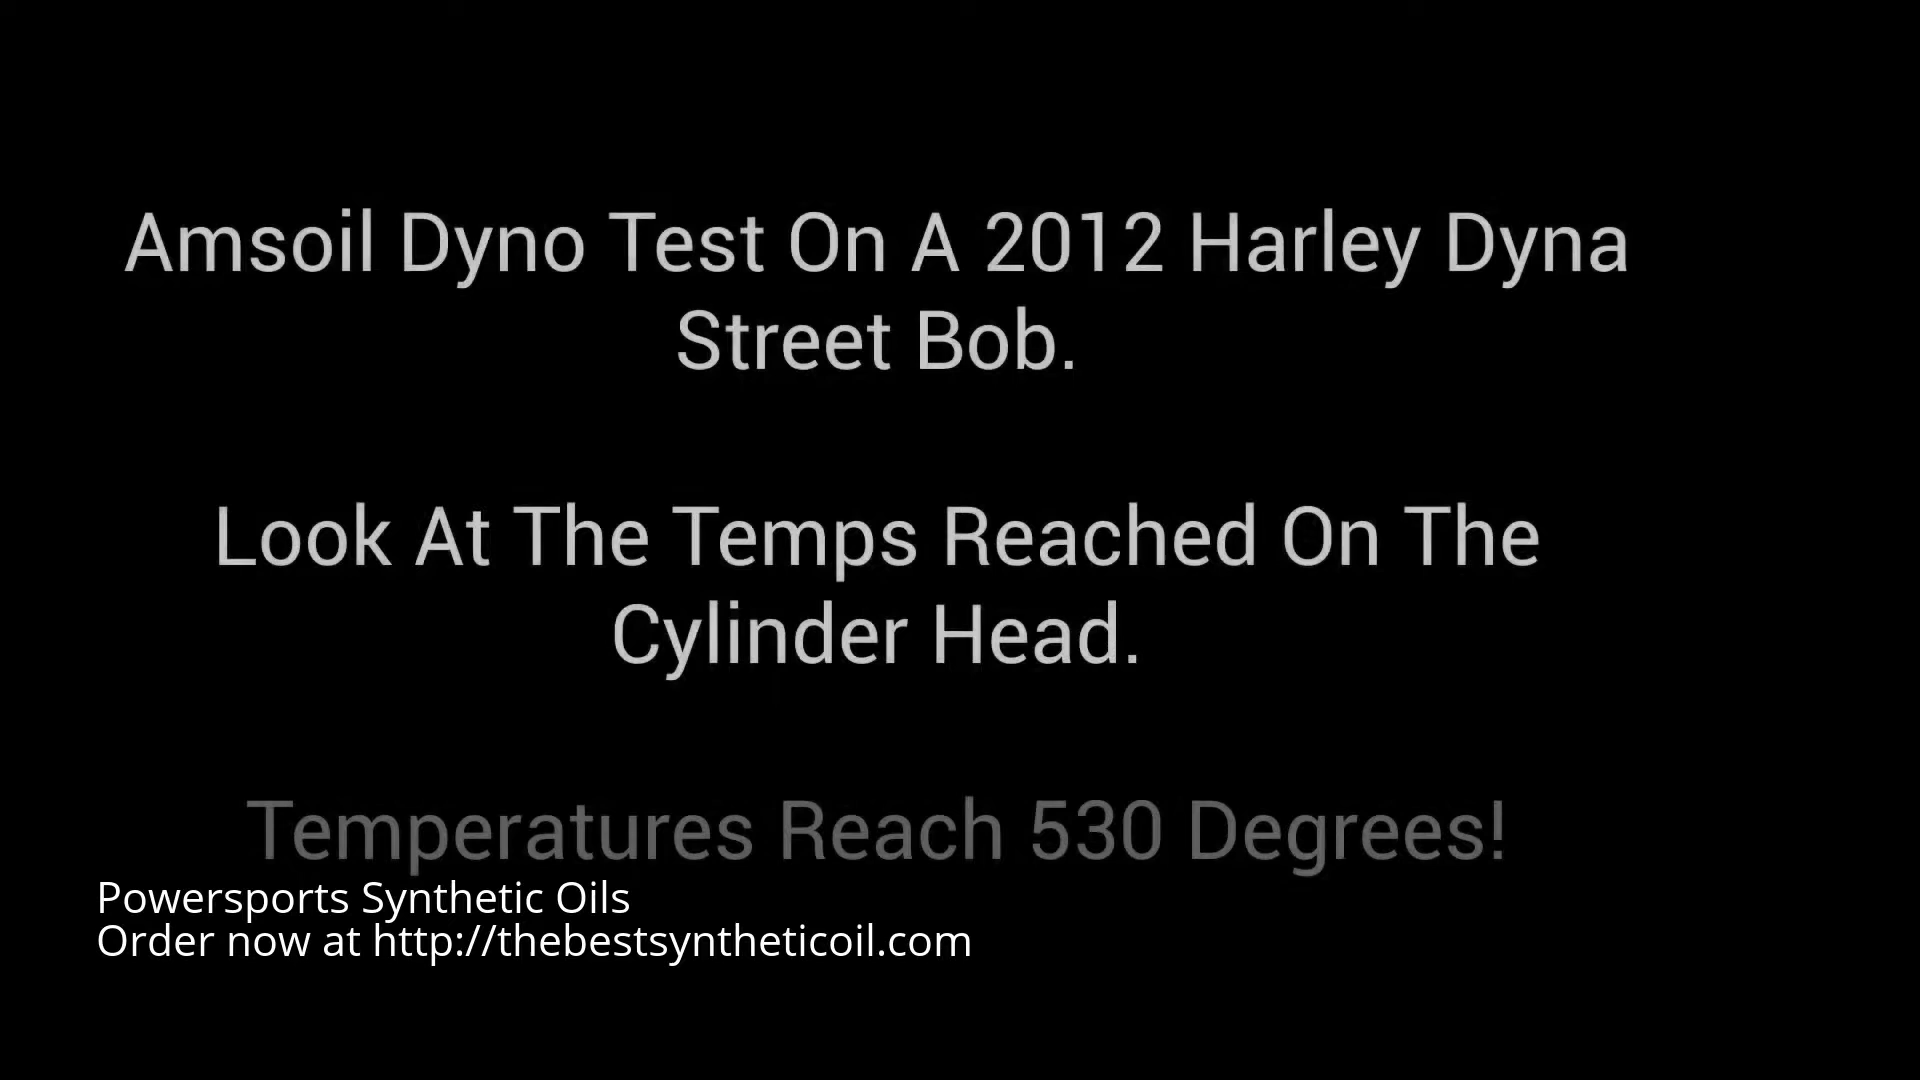 Amsoil Dyno Test On A 2012 Harley Dyna
Street Bob.
Look At The Temps Reached On The
Cylinder Head.
Temperatures Reach 530 Degrees!
Powersports Synthetic Oils
Order now at http://thebestsyntheticoil.com